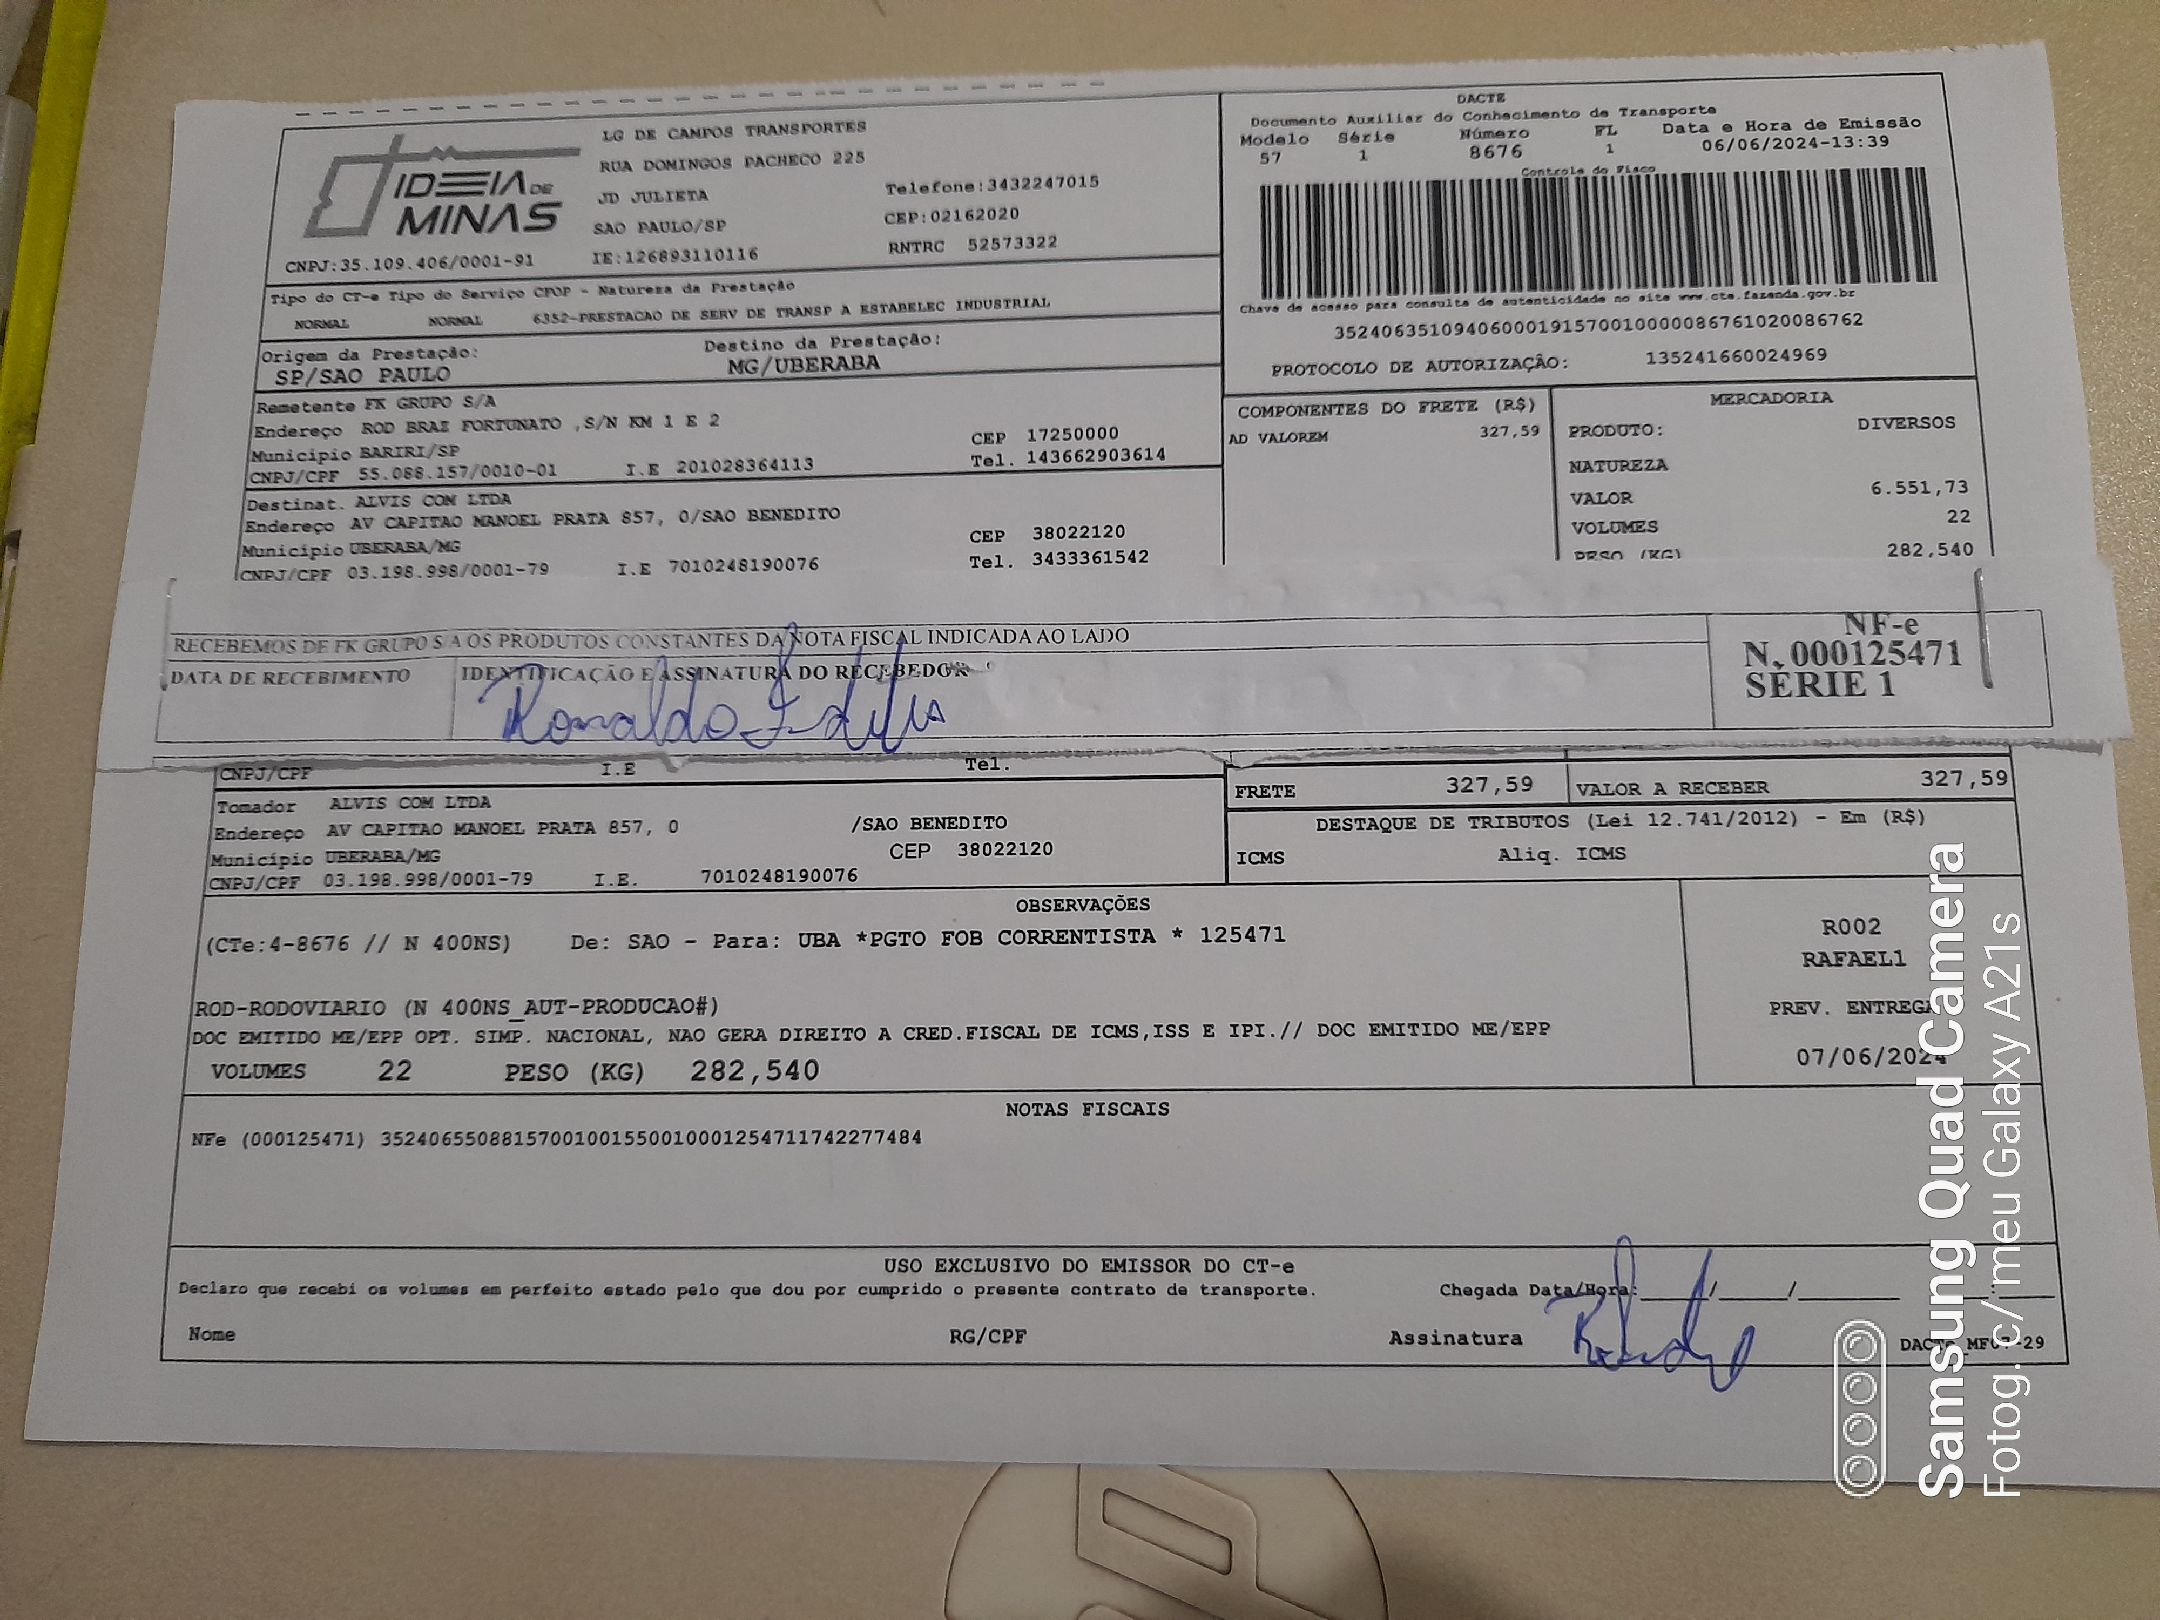 IDEIA DE
MINAS
LG DE CAMPOS TRANSPORTES
RUA DOMINGOS PACHECO 225
JD JULIETA
SAO PAULO/SP
IE:126893110116
Telefone:3432247015
CEP:02162020
RNTRC 52573322
CNPJ:35.109.406/0001-91
DACTE
Documento Auxiliar do Conhecimento de Transporte
Modelo Série Número FL Data e Hora de Emissão
57 1 8676 1 06/06/2024-13:39
Controle do Fisco
Chave de acesso para consulta de autenticidade no site www.cte.fazenda.gov.br
35240635109406000191570010000086761020086762
PROTOCOLO DE AUTORIZAÇÃO: 135241660024969
Tipo do CT-e Tipo do Serviço CFOP - Natureza da Prestação
NORMAL NORMAL 6352-PRESTACAO DE SERV DE TRANSP A ESTABELEC INDUSTRIAL
Origem da Prestação: Destino da Prestação:
SP/SAO PAULO MG/UBERABA
Remetente FK GRUPO S/A
Endereço ROD BRAZ FORTUNATO ,S/N KM 1 E 2
Município BARIRI/SP CEP 17250000
CNPJ/CPF 55.088.157/0010-01 I.E 201028364113 Tel. 143662903614
Destinat. ALVIS COM LTDA
Endereço AV CAPITAO MANOEL PRATA 857, 0/SAO BENEDITO
Município UBERABA/MG CEP 38022120
CNPJ/CPF 03.198.998/0001-79 I.E 7010248190076 Tel. 3433361542
COMPONENTES DO FRETE (R$)
AD VALOREM 327,59
MERCADORIA
PRODUTO: DIVERSOS
NATUREZA
VALOR 6.551,73
VOLUMES 22
PESO (KG) 282,540
RECEBEMOS DE FK GRUPO S/A OS PRODUTOS CONSTANTES DA NOTA FISCAL INDICADA AO LADO
DATA DE RECEBIMENTO IDENTIFICAÇÃO E ASSINATURA DO RECEBEDOR
Ronaldo
NF-e
N. 000125471
SÉRIE 1
CNPJ/CPF I.E Tel.
Tomador ALVIS COM LTDA
Endereço AV CAPITAO MANOEL PRATA 857, 0 /SAO BENEDITO
Município UBERABA/MG CEP 38022120
CNPJ/CPF 03.198.998/0001-79 I.E. 7010248190076
FRETE 327,59 VALOR A RECEBER 327,59
DESTAQUE DE TRIBUTOS (Lei 12.741/2012) - Em (R$)
ICMS Aliq. ICMS
OBSERVAÇÕES
(CTe:4-8676 // N 400NS) De: SAO - Para: UBA *PGTO FOB CORRENTISTA * 125471
ROD-RODOVIARIO (N 400NS_AUT-PRODUCAO#)
DOC EMITIDO ME/EPP OPT. SIMP. NACIONAL, NAO GERA DIREITO A CRED.FISCAL DE ICMS,ISS E IPI.// DOC EMITIDO ME/EPP
VOLUMES 22 PESO (KG) 282,540
R002
RAFAEL1
PREV. ENTREGA
07/06/2024
NOTAS FISCAIS
NFe (000125471) 35240655088157001001550010001254711742277484
USO EXCLUSIVO DO EMISSOR DO CT-e
Declaro que recebi os volumes em perfeito estado pelo que dou por cumprido o presente contrato de transporte.
Chegada Data/Hora:____/____/______
Nome RG/CPF Assinatura
Samsung Quad Camera
Fotog. c/ meu Galaxy A21s